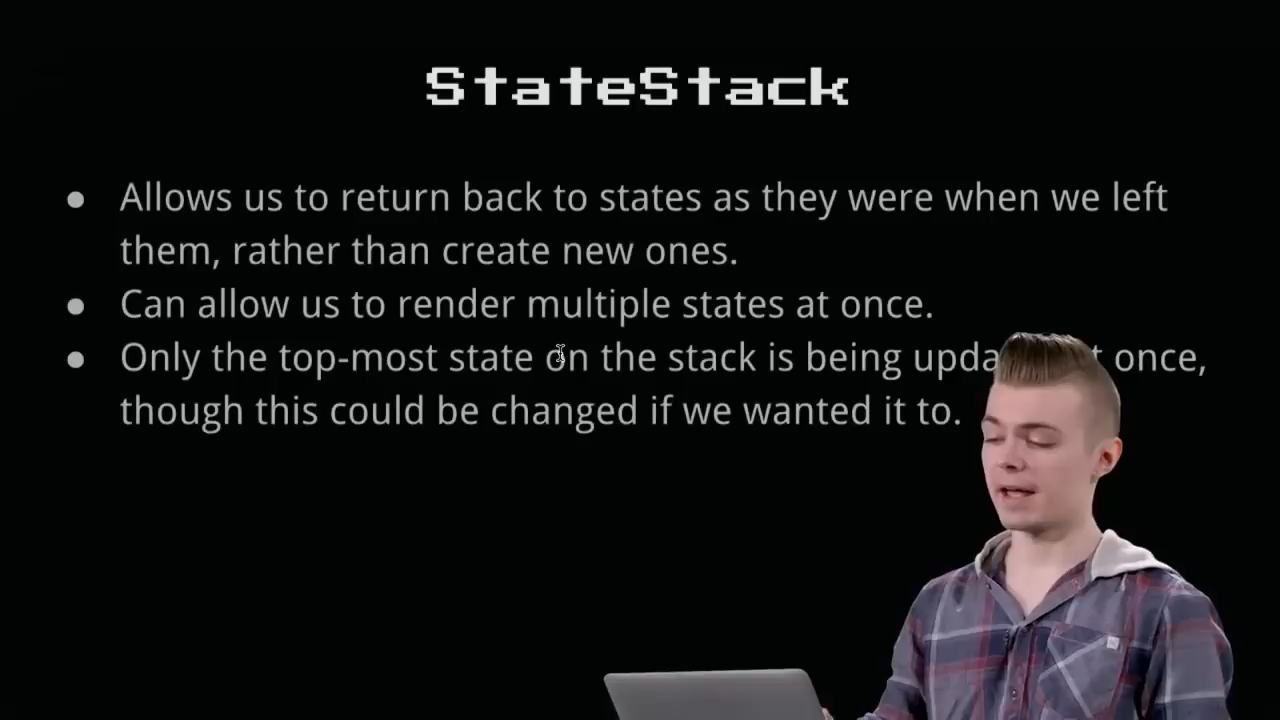 StateStack
● Allows us to return back to states as they were when we left
them, rather than create new ones.
● Can allow us to render multiple states at once.
● Only the top-most state on the stack is being once,
though this could be changed if we wanted it to.